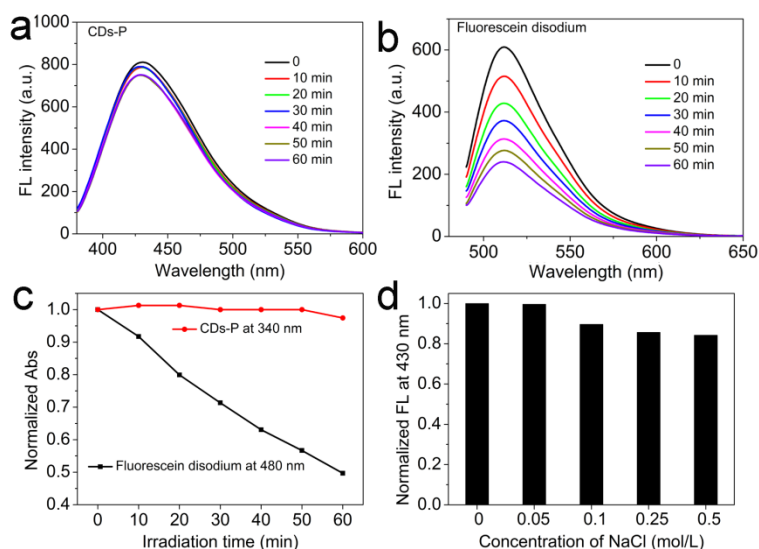 a
CDs-P
0
10 min
20 min
30 min
40 min
50 min
60 min
FL intensity (a.u.)
1000
800
600
400
200
0
400 450 500 550 600
Wavelength (nm)
b
Fluorescein disodium
0
10 min
20 min
30 min
40 min
50 min
60 min
FL intensity (a.u.)
600
400
200
0
500 550 600 650
Wavelength (nm)
c
CDs-P at 340 nm
Fluorescein disodium at 480 nm
Normalized Abs
1.0
0.9
0.8
0.7
0.6
0.5
0.4
0 10 20 30 40 50 60
Irradiation time (min)
d
Normalized FL at 430 nm
1.0
0.8
0.6
0.4
0.2
0.0
0 0.05 0.1 0.25 0.5
Concentration of NaCl (mol/L)